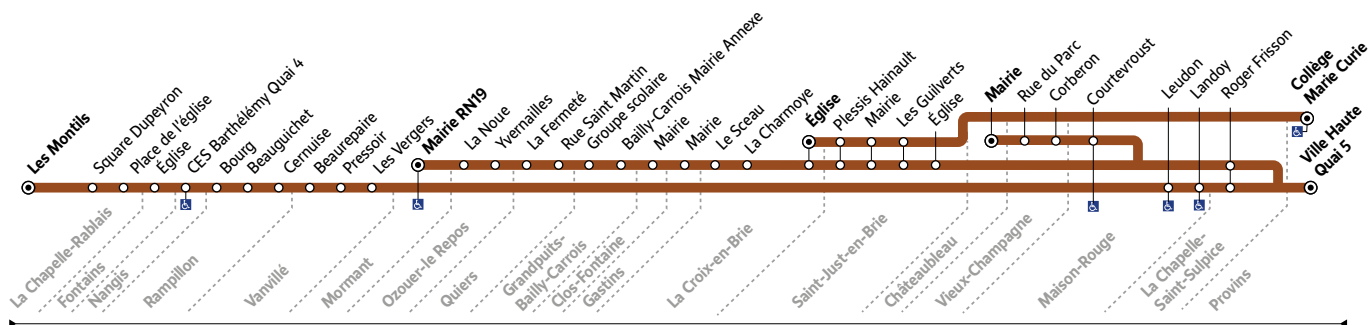 Les Montils
Square Dupeyron
Place de l'église
Église
CES Barthélémy Quai 4
Bourg
Beauguichet
Cernuise
Beaurepaire
Pressoir
Les Vergers
Mairie RN19
La Noue
Yvernailles
La Fermeté
Rue Saint Martin
Groupe scolaire
Bailly-Carrois Mairie Annexe
Mairie
Mairie
Le Sceau
La Charmoye
Église
Plessis Hainault
Mairie
Les Guilverts
Église
Mairie
Rue du Parc
Corberon
Courtevroust
Leudon
Landoy
Roger Frisson
Collège
Marie Curie
Ville Haute
Quai 5
La Chapelle-Rablais
Fontains
Nangis
Rampillon
Vanvillé
Mormant
Ozouer-le Repos
Quiers
Grandpuits-
Bailly-Carrois
Clos-Fontaine
Gastins
La Croix-en-Brie
Saint-Just-en-Brie
Châteaubleau
Vieux-Champagne
Maison-Rouge
La Chapelle-
Saint-Sulpice
Provins